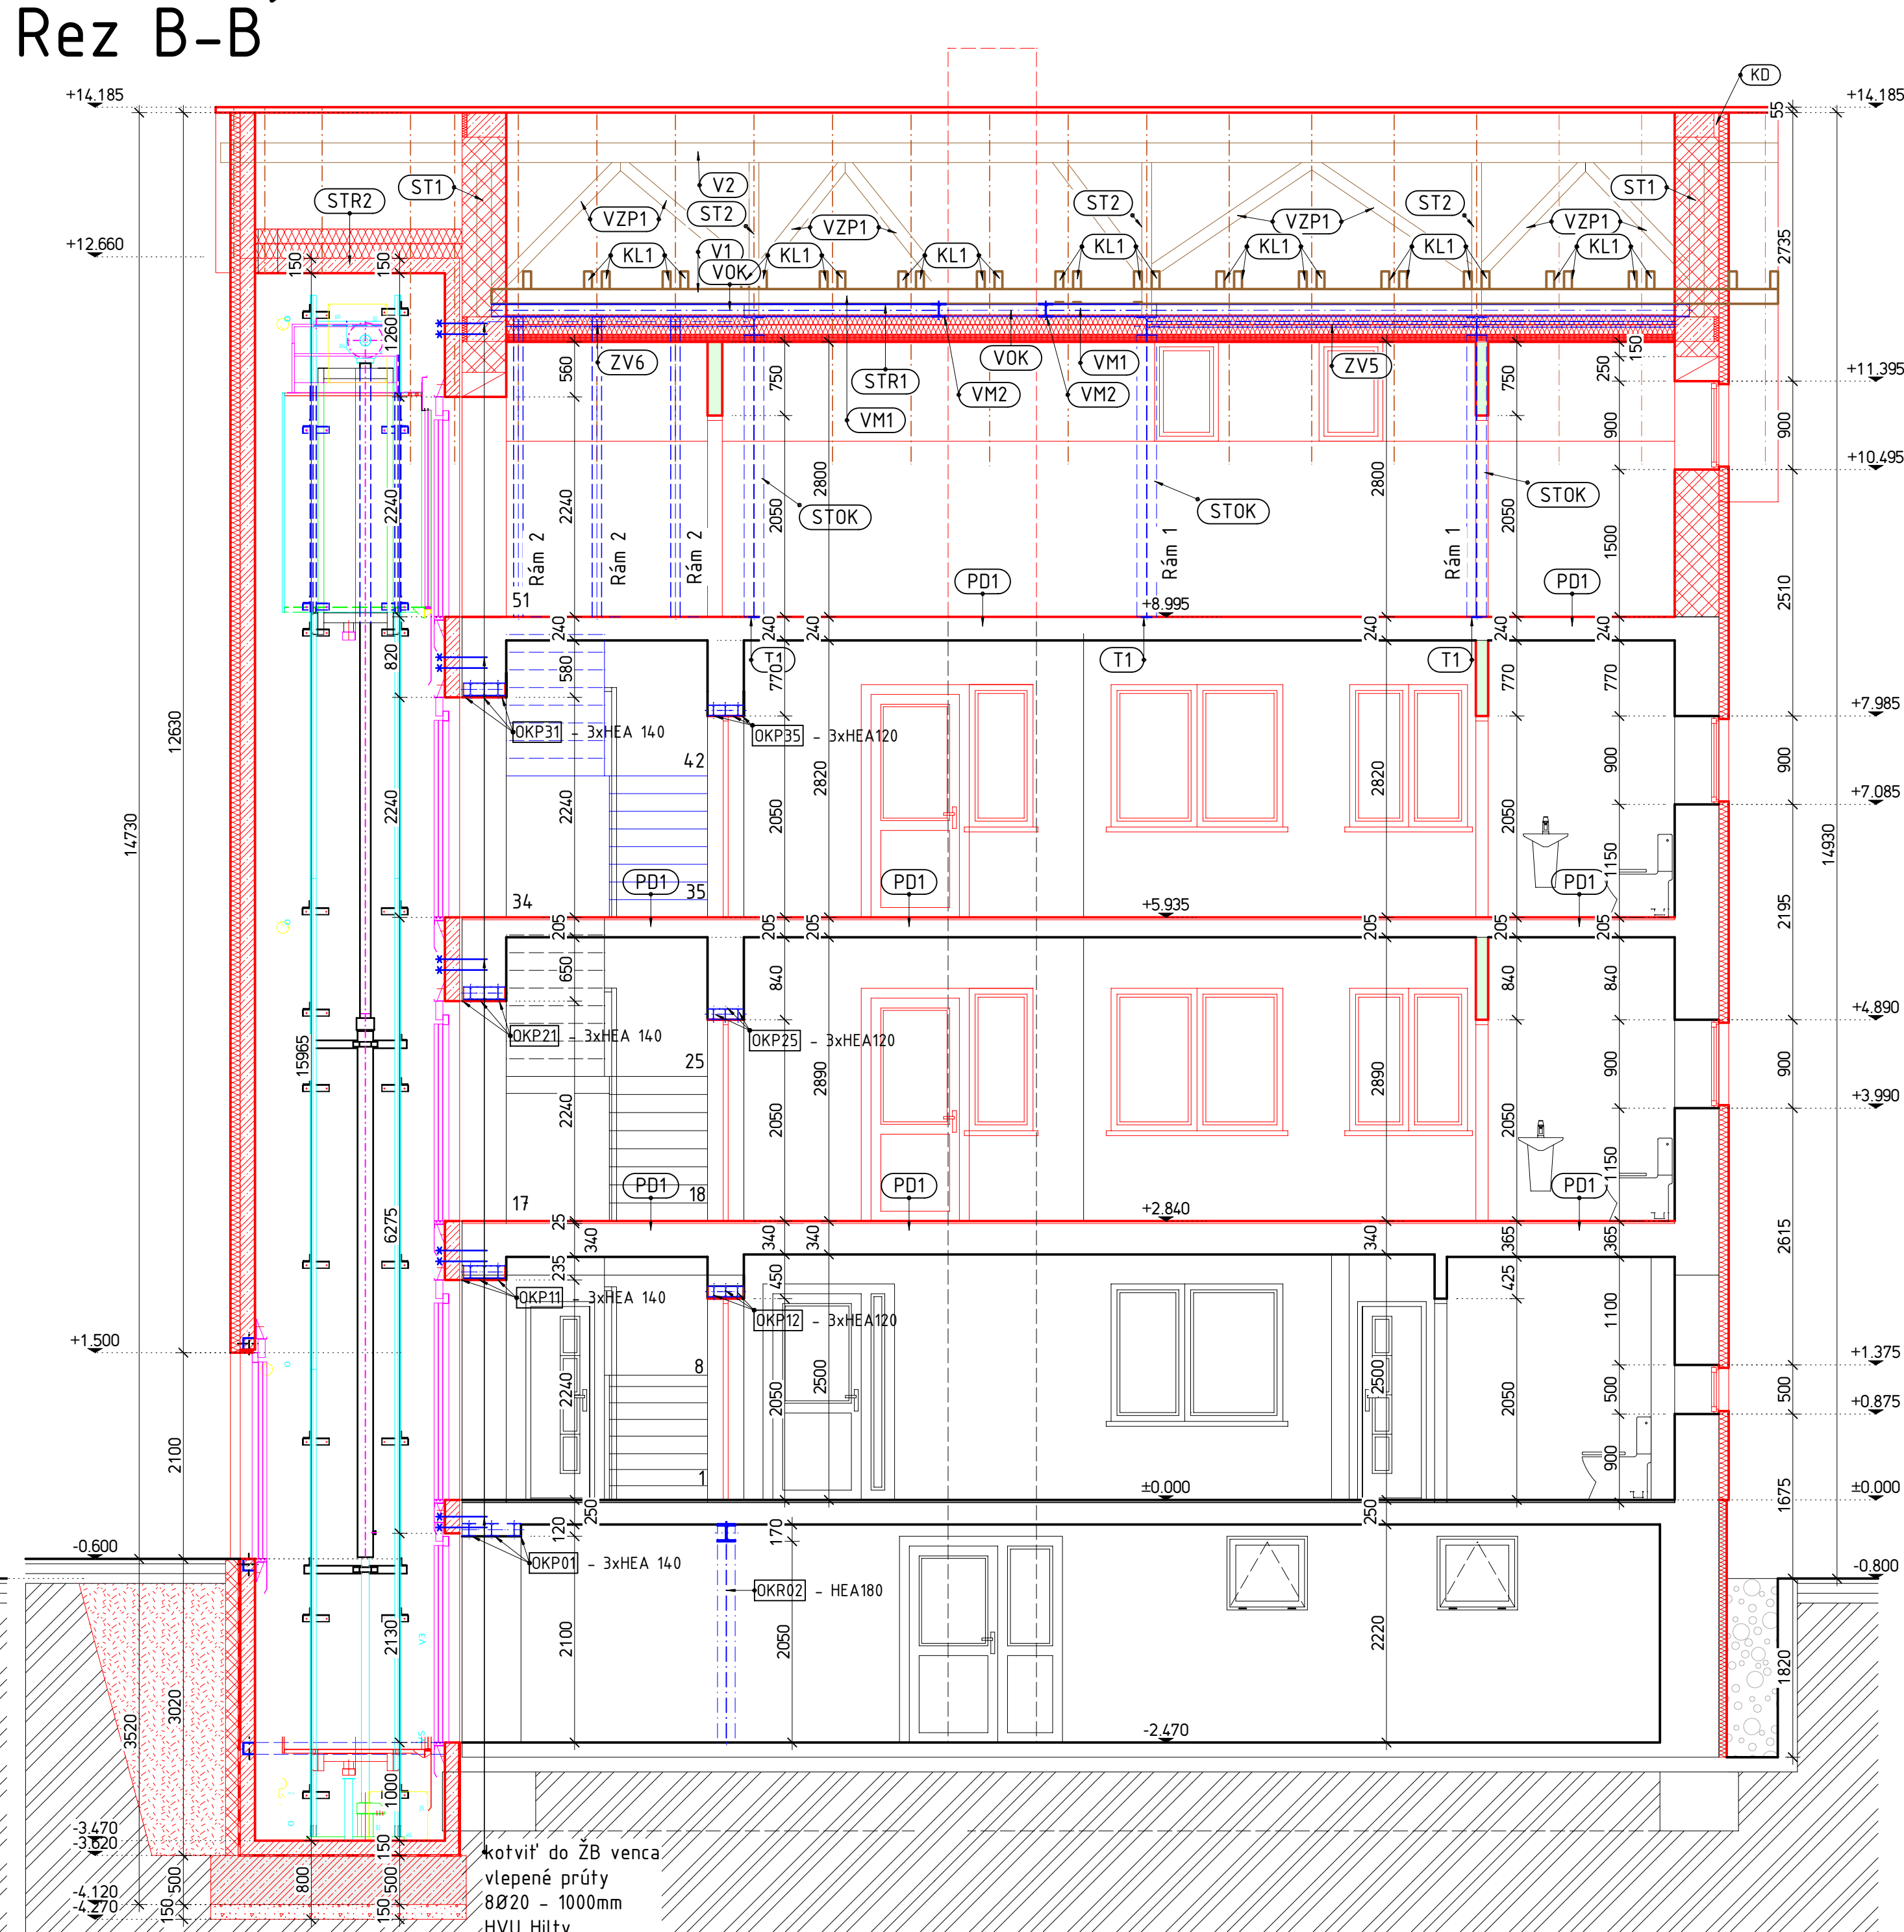 Rez B-B
KD
+14.185
+14.185
55
V2
ST1
ST1
STR2
ST2
ST2
ST2
VZP1
VZP1
VZP1
VZP1
+12.660
V1
KL1
KL1
KL1
KL1
KL1
KL1
KL1
VOK
2735
150
150
1260
VOK
VM1
ZV6
STR1
ZV5
VM2
VM2
VM1
560
750
750
250
150
+11.395
900
900
+10.495
2240
2240
2050
2800
2800
2050
STOK
STOK
STOK
Rám 2
Rám 2
Rám 2
Rám 1
Rám 1
1500
2510
PD1
PD1
51
+8.995
240
240
240
240
240
240
820
580
T1
T1
T1
770
770
770
12630
14730
OKP31 - 3xHEA 140
OKP35 - 3xHEA120
+7.985
42
2240
2240
2050
2820
2820
2050
900
900
+7.085
14930
1150
PD1
PD1
PD1
34
35
+5.935
205
205
205
205
205
205
2195
650
840
840
840
15965
OKP21 - 3xHEA 140
OKP25 - 3xHEA120
+4.890
25
2240
2050
2890
2890
2050
900
900
+3.990
1150
PD1
PD1
PD1
17
18
+2.840
6275
25
340
340
340
340
365
365
2615
235
450
425
OKP11 - 3xHEA 140
OKP12 - 3xHEA120
1100
+1.500
+1.375
8
2240
2050
2500
2500
2050
500
500
+0.875
2100
900
1
±0.000
±0.000
250
250
1675
120
170
-0.600
-0.800
OKP01 - 3xHEA 140
OKR02 - HEA180
2130
2100
2050
2220
V3
1820
3020
3520
-2.470
1000
-3.470
-3.620
150
kotviť do ŽB venca
vlepené prúty
8Ø20 - 1000mm
HVU Hilty
-4.120
-4.270
500
150
800
500
150